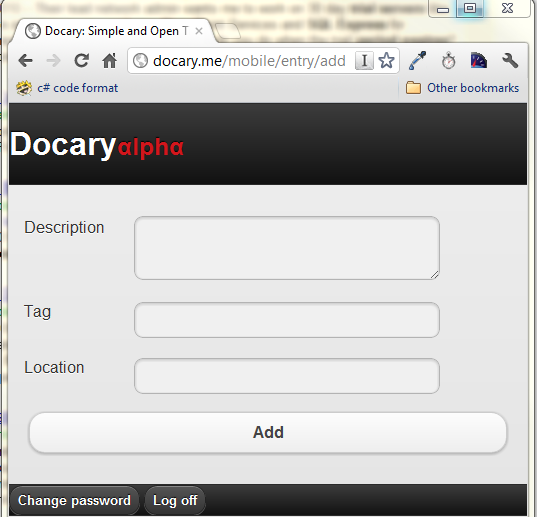 Docary: Simple and Open T
docary.me/mobile/entry/add
c# code format
Other bookmarks
Docaryαlphα
Description
Tag
Location
Add
Change password
Log off